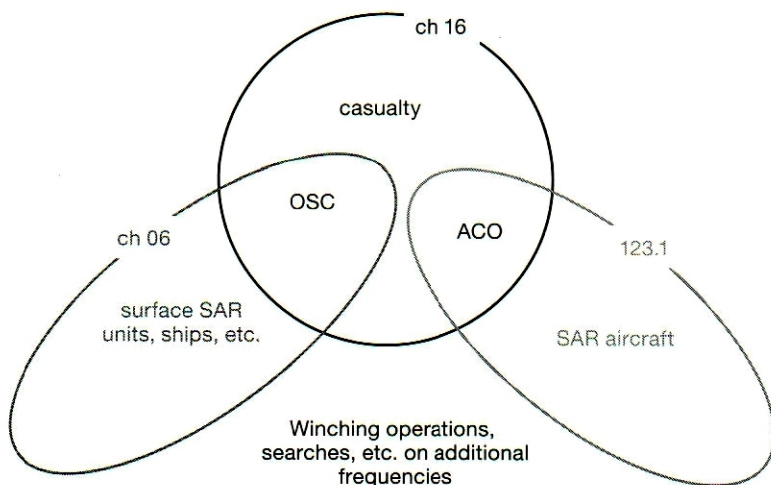 ch 16
casualty
OSC
ACO
ch 06
123.1
surface SAR
units, ships, etc.
SAR aircraft
Winching operations,
searches, etc. on additional
frequencies